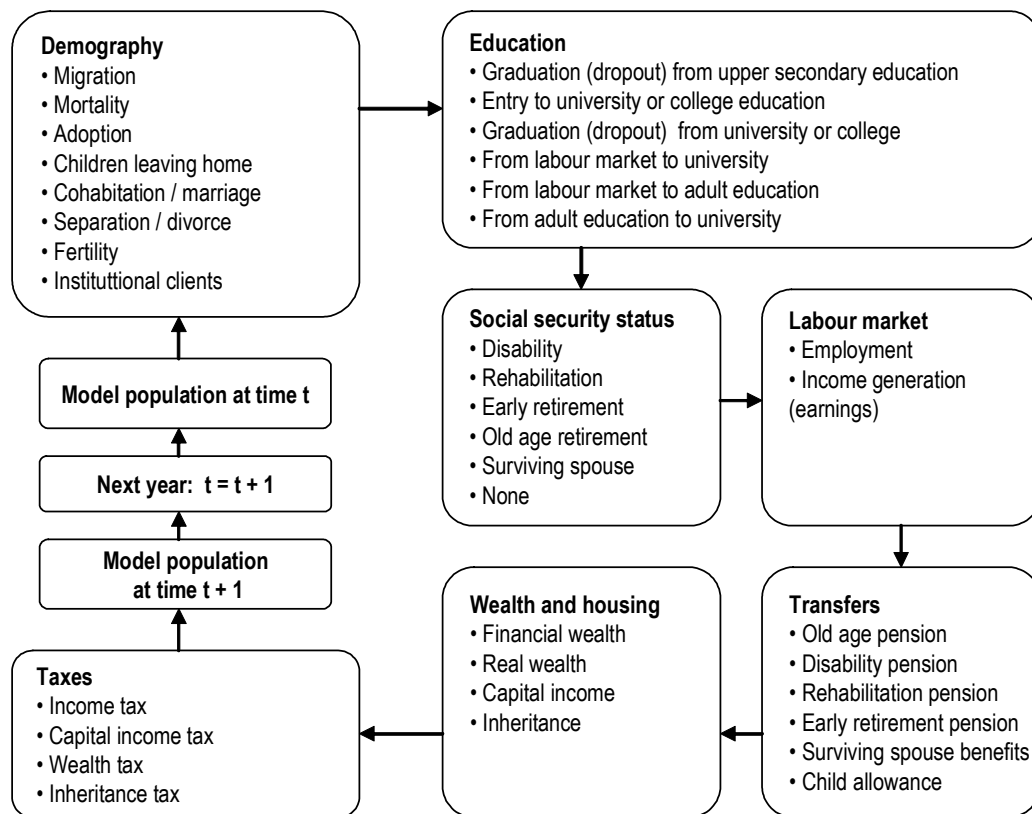 Demography
• Migration
• Mortality
• Adoption
• Children leaving home
• Cohabitation / marriage
• Separation / divorce
• Fertility
• Instituttional clients
Education
• Graduation (dropout) from upper secondary education
• Entry to university or college education
• Graduation (dropout)  from university or college
• From labour market to university
• From labour market to adult education
• From adult education to university
Social security status
• Disability
• Rehabilitation
• Early retirement
• Old age retirement
• Surviving spouse
• None
Labour market
• Employment
• Income generation
(earnings)
Transfers
• Old age pension
• Disability pension
• Rehabilitation pension
• Early retirement pension
• Surviving spouse benefits
• Child allowance
Wealth and housing
• Financial wealth
• Real wealth
• Capital income
• Inheritance
Taxes
• Income tax
• Capital income tax
• Wealth tax
• Inheritance tax
Model population
at time t + 1
Next year:  t = t + 1
Model population at time t